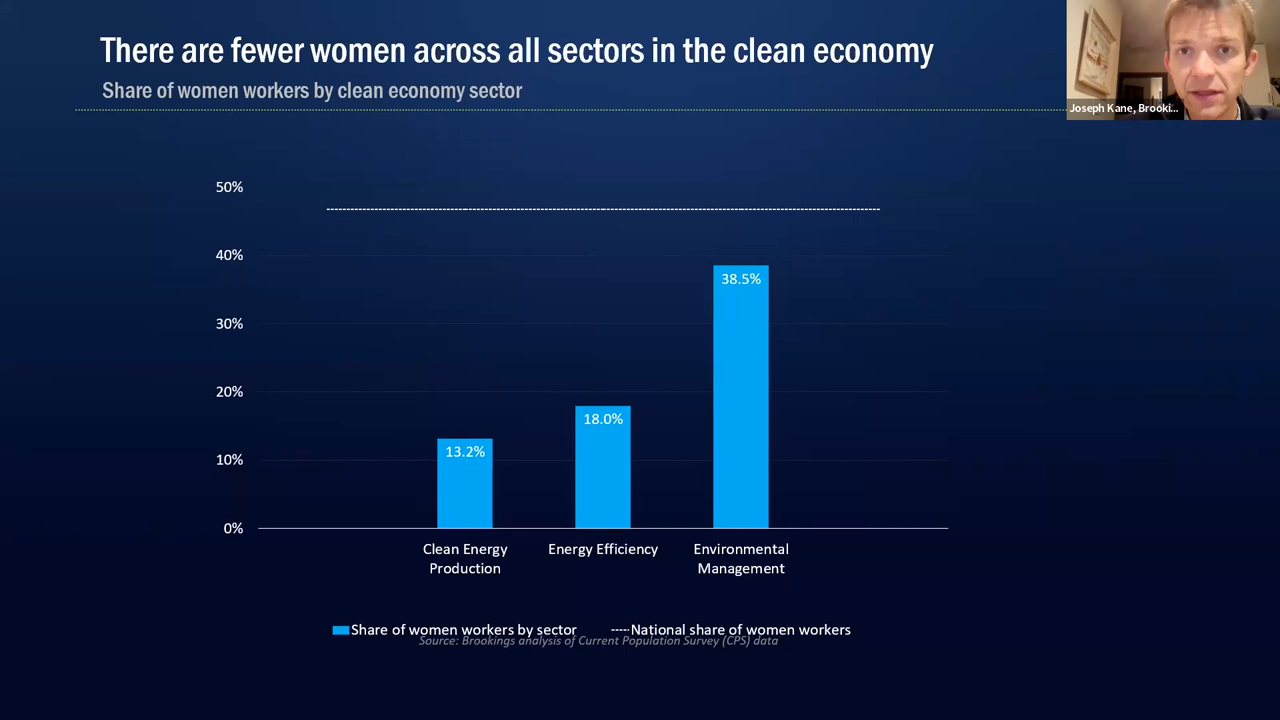 There are fewer women across all sectors in the clean economy
Share of women workers by clean economy sector
Joseph Kane, Brooki...
50%
40%
30%
20%
10%
0%
13.2%
18.0%
38.5%
Clean Energy
Production
Energy Efficiency
Environmental
Management
Share of women workers by sector
National share of women workers
Source: Brookings analysis of Current Population Survey (CPS) data